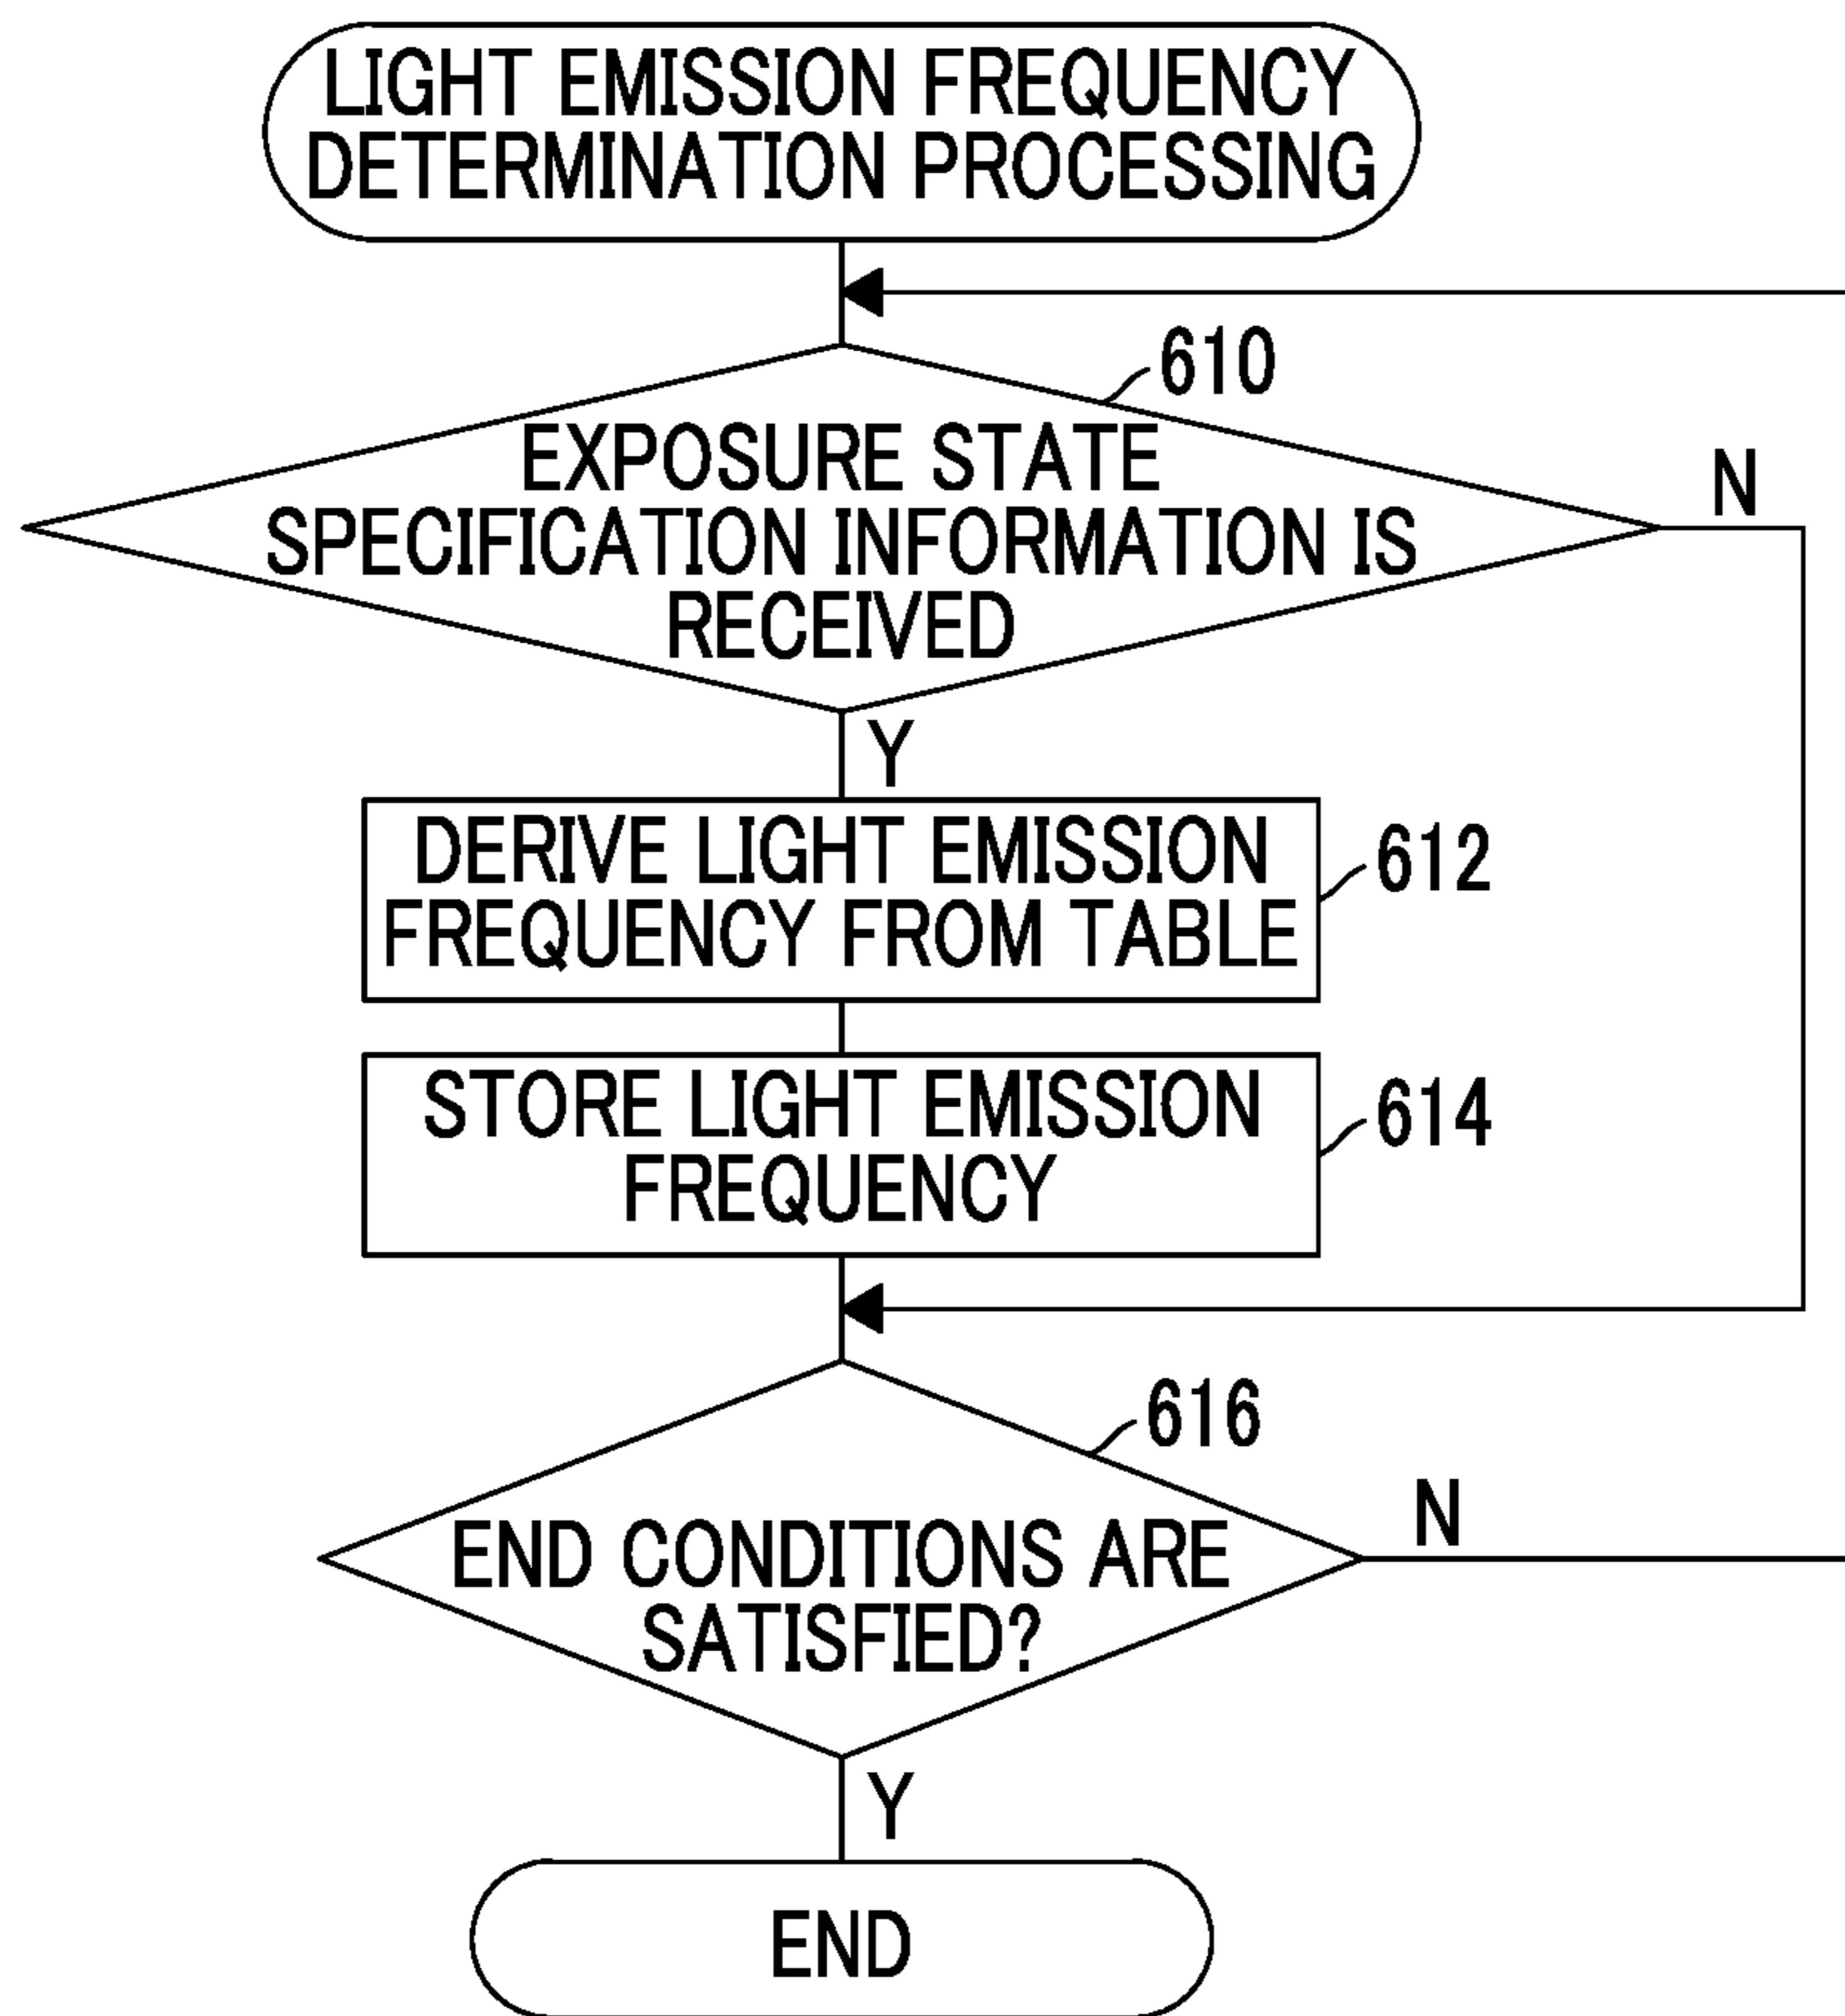 LIGHT EMISSION FREQUENCY
DETERMINATION PROCESSING
610
EXPOSURE STATE
SPECIFICATION INFORMATION IS
RECEIVED
N
Y
DERIVE LIGHT EMISSION
FREQUENCY FROM TABLE
612
STORE LIGHT EMISSION
FREQUENCY
614
616
END CONDITIONS ARE
SATISFIED?
N
Y
END